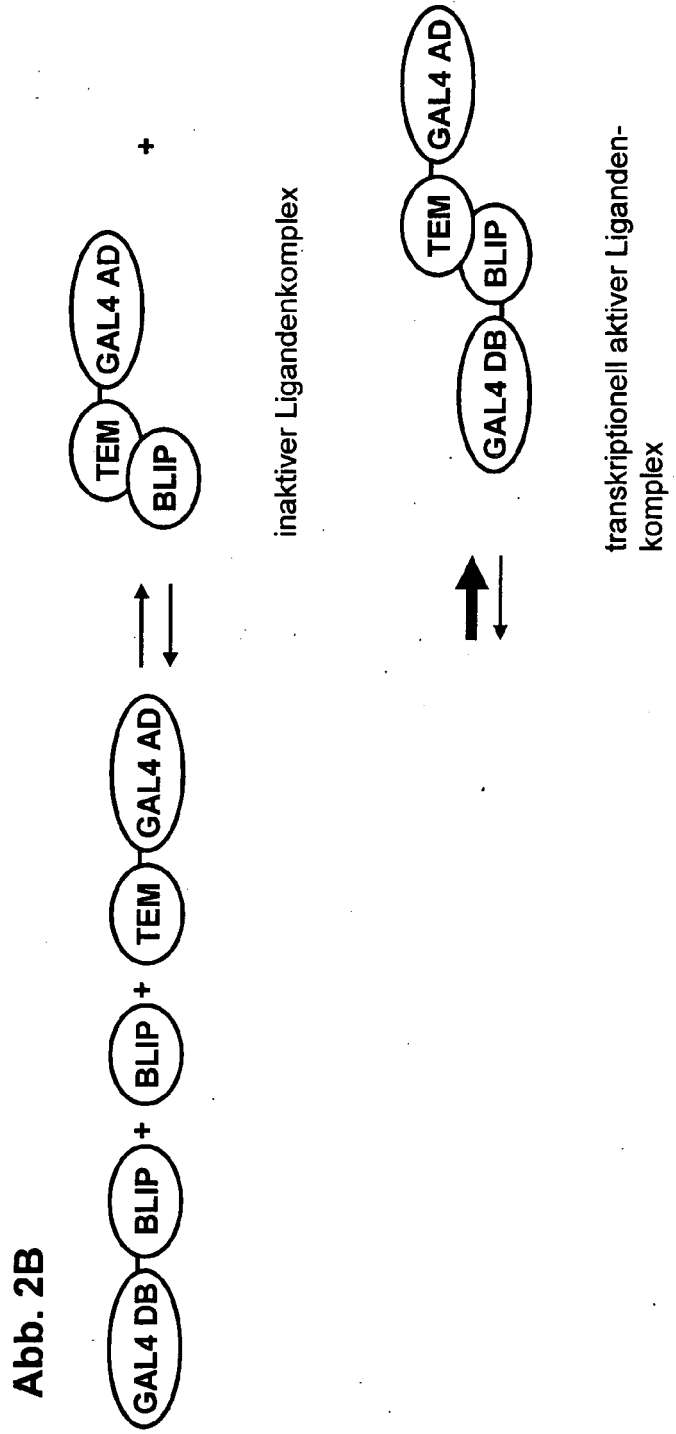 Abb. 2B
GAL4 DB BLIP + BLIP + TEM GAL4 AD
TEM GAL4 AD +
BLIP
inaktiver Ligandenkomplex
TEM GAL4 AD
GAL4 DB BLIP
transkriptionell aktiver Liganden-
komplex